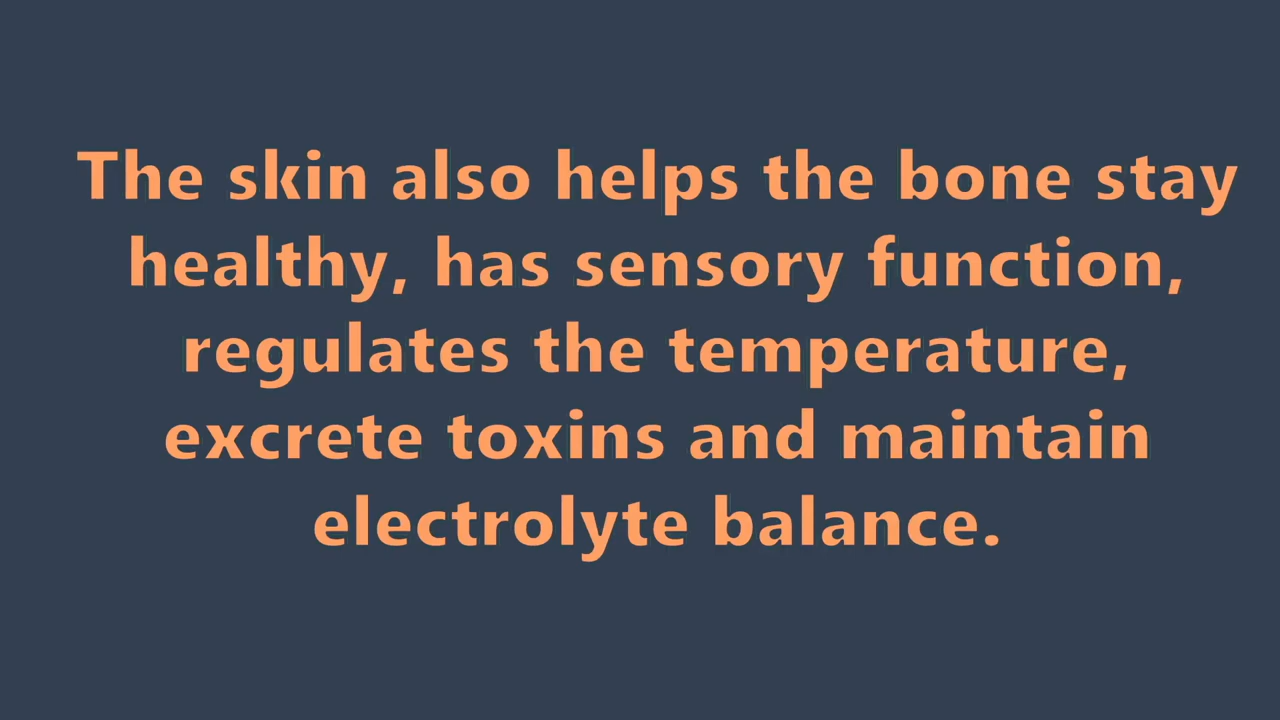 The skin also helps the bone stay
healthy, has sensory function,
regulates the temperature,
excrete toxins and maintain
electrolyte balance.